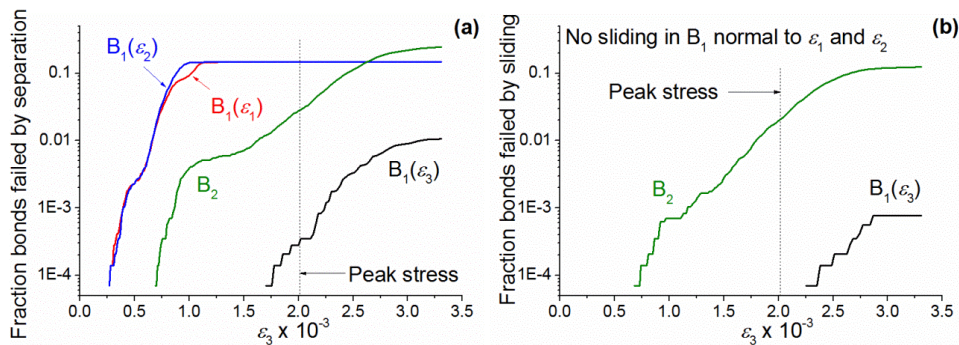 (a)
Fraction bonds failed by separation
0.1
0.01
1E-3
1E-4
B₁(ε₂)
B₁(ε₁)
B₂
B₁(ε₃)
Peak stress
0.0 0.5 1.0 1.5 2.0 2.5 3.0 3.5
ε₃ x 10⁻³
(b)
Fraction bonds failed by sliding
0.1
0.01
1E-3
1E-4
No sliding in B₁ normal to ε₁ and ε₂
Peak stress
B₂
B₁(ε₃)
0.0 0.5 1.0 1.5 2.0 2.5 3.0 3.5
ε₃ x 10⁻³